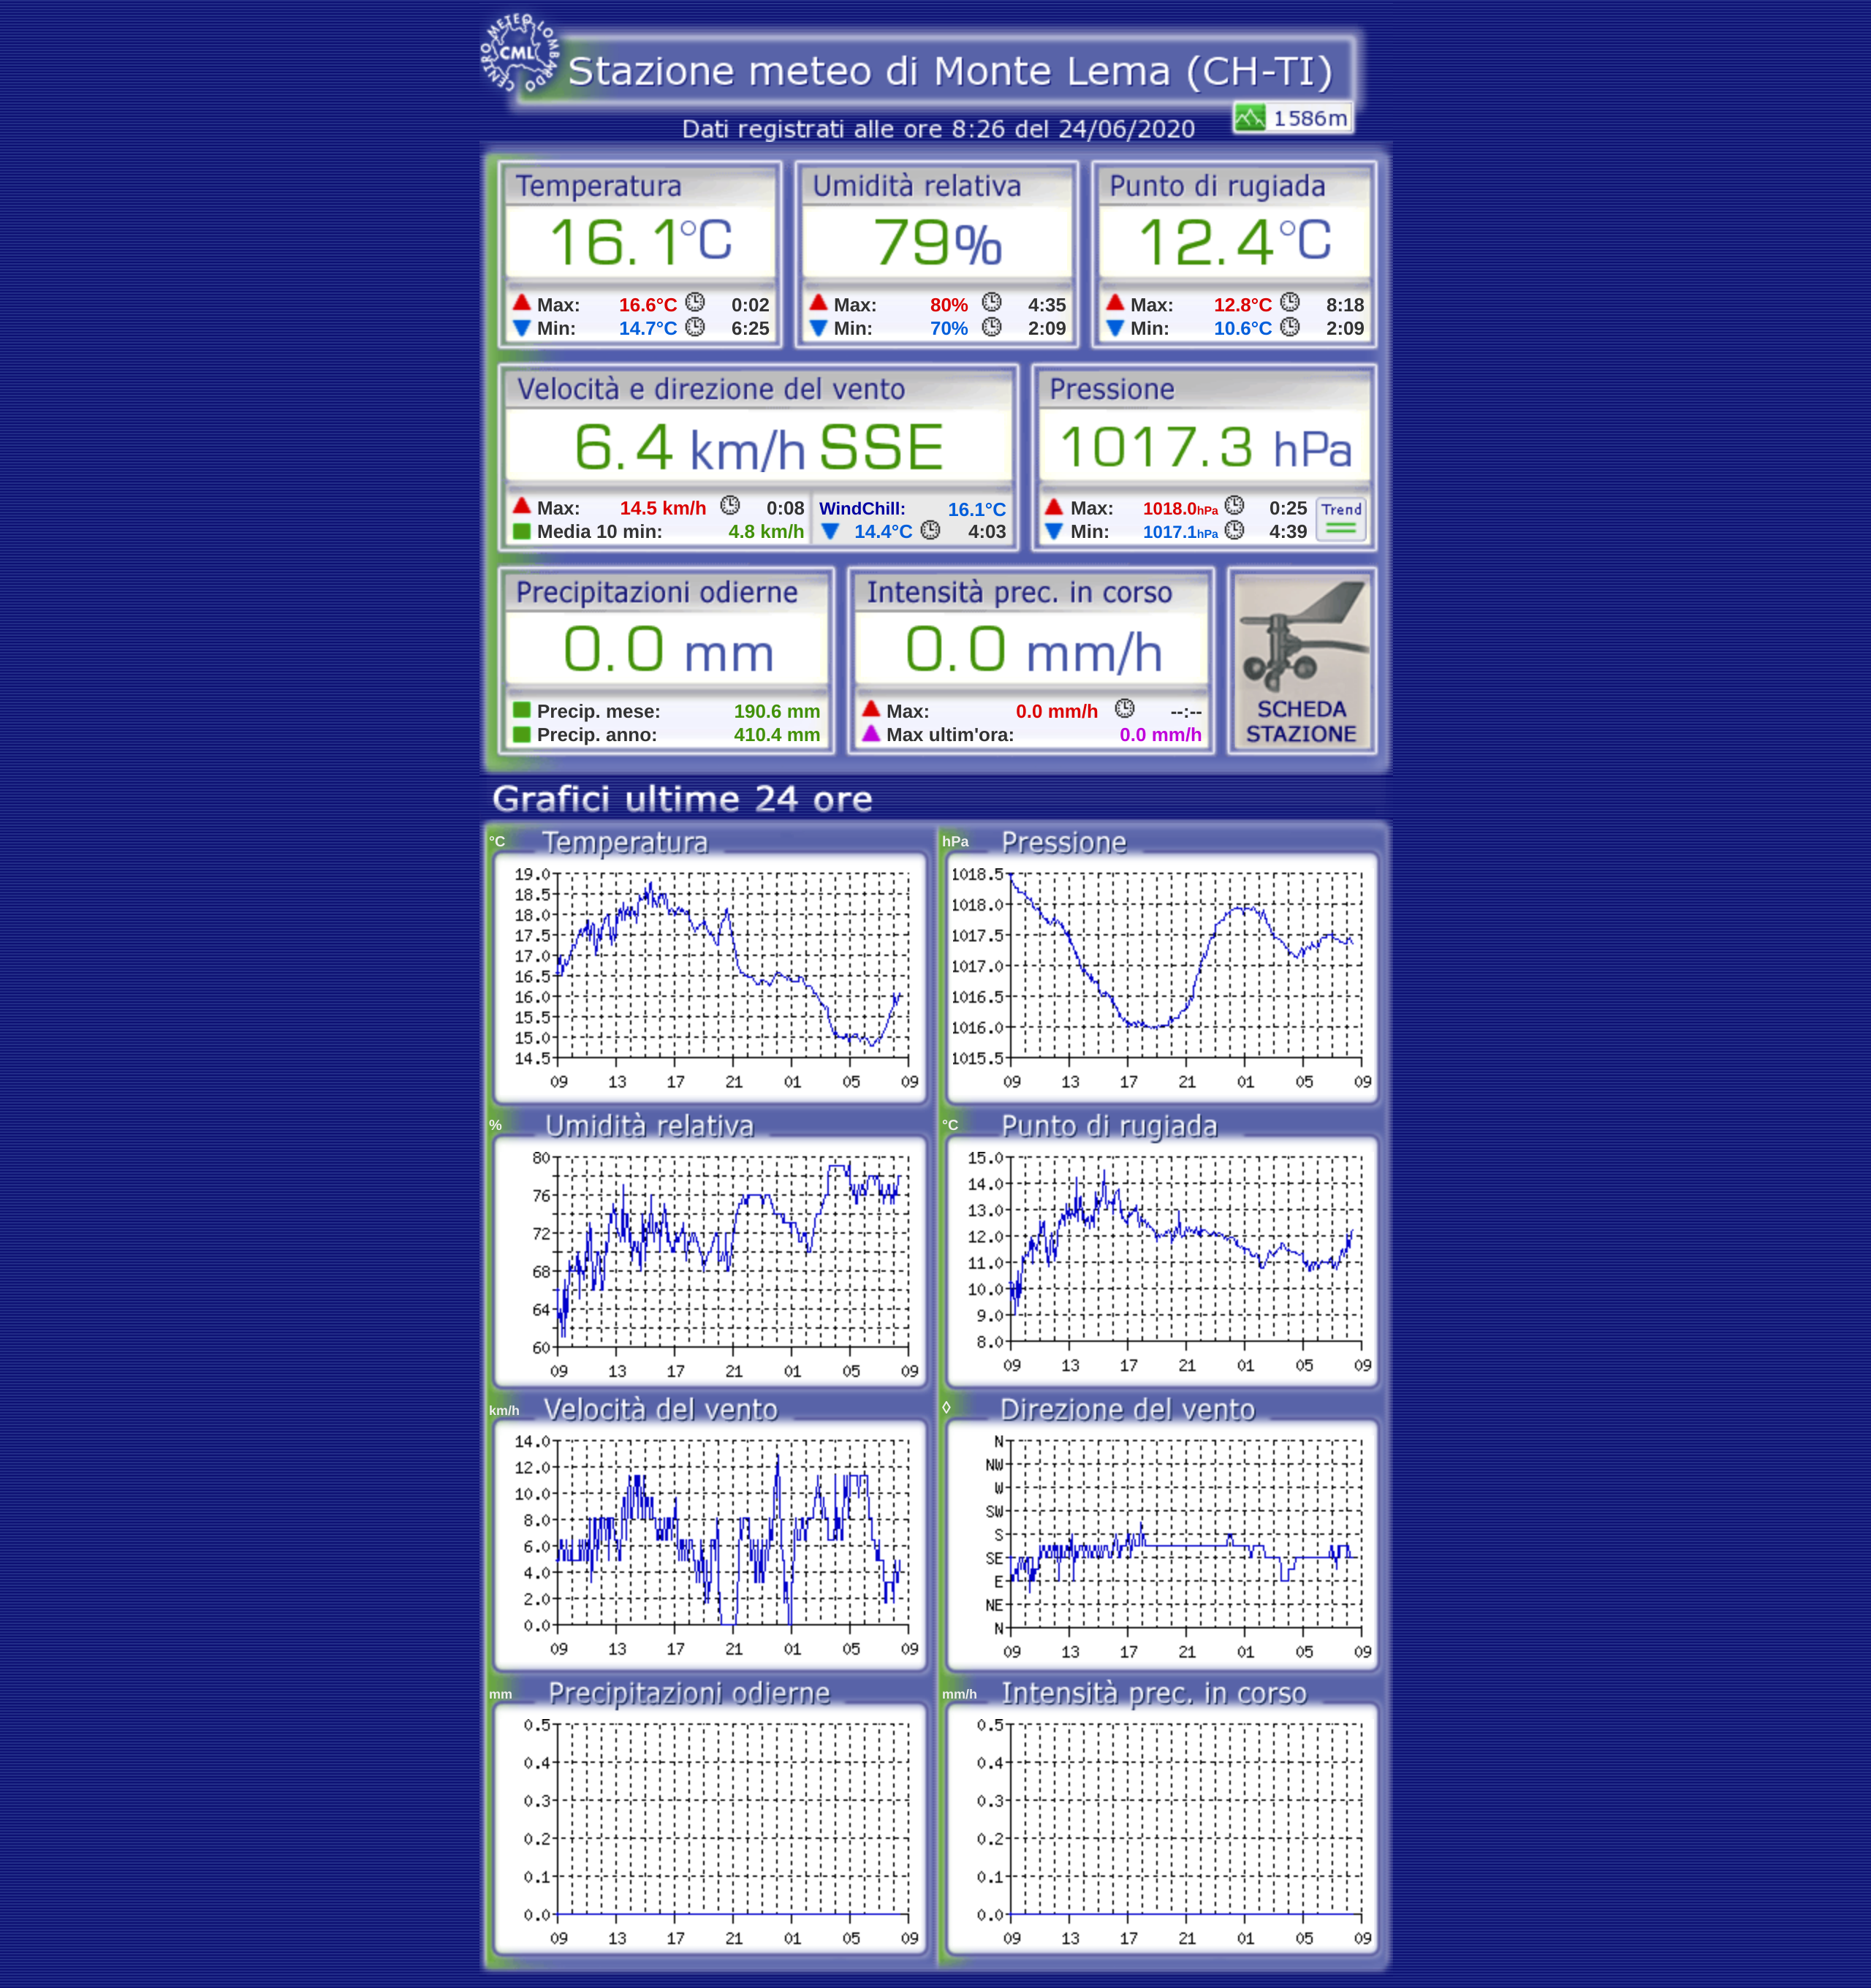 CENTRO METEO LOMBARDO
CML
Stazione meteo di Monte Lema (CH-TI)
1586m
Dati registrati alle ore 8:26 del 24/06/2020
Temperatura
16.1°C
Max: 16.6°C 0:02
Min: 14.7°C 6:25
Umidità relativa
79%
Max: 80% 4:35
Min: 70% 2:09
Punto di rugiada
12.4°C
Max: 12.8°C 8:18
Min: 10.6°C 2:09
Velocità e direzione del vento
6.4 km/h SSE
Max: 14.5 km/h 0:08
Media 10 min: 4.8 km/h
WindChill: 16.1°C
14.4°C 4:03
Pressione
1017.3 hPa
Max: 1018.0hPa 0:25
Min: 1017.1hPa 4:39
Trend
Precipitazioni odierne
0.0 mm
Precip. mese: 190.6 mm
Precip. anno: 410.4 mm
Intensità prec. in corso
0.0 mm/h
Max: 0.0 mm/h --:--
Max ultim'ora: 0.0 mm/h
SCHEDA
STAZIONE
Grafici ultime 24 ore
°C Temperatura
19.0
18.5
18.0
17.5
17.0
16.5
16.0
15.5
15.0
14.5
09 13 17 21 01 05 09
hPa Pressione
1018.5
1018.0
1017.5
1017.0
1016.5
1016.0
1015.5
09 13 17 21 01 05 09
% Umidità relativa
80
76
72
68
64
60
09 13 17 21 01 05 09
°C Punto di rugiada
15.0
14.0
13.0
12.0
11.0
10.0
9.0
8.0
09 13 17 21 01 05 09
km/h Velocità del vento
14.0
12.0
10.0
8.0
6.0
4.0
2.0
0.0
09 13 17 21 01 05 09
◊ Direzione del vento
N
NW
W
SW
S
SE
E
NE
N
09 13 17 21 01 05 09
mm Precipitazioni odierne
0.5
0.4
0.3
0.2
0.1
0.0
09 13 17 21 01 05 09
mm/h Intensità prec. in corso
0.5
0.4
0.3
0.2
0.1
0.0
09 13 17 21 01 05 09